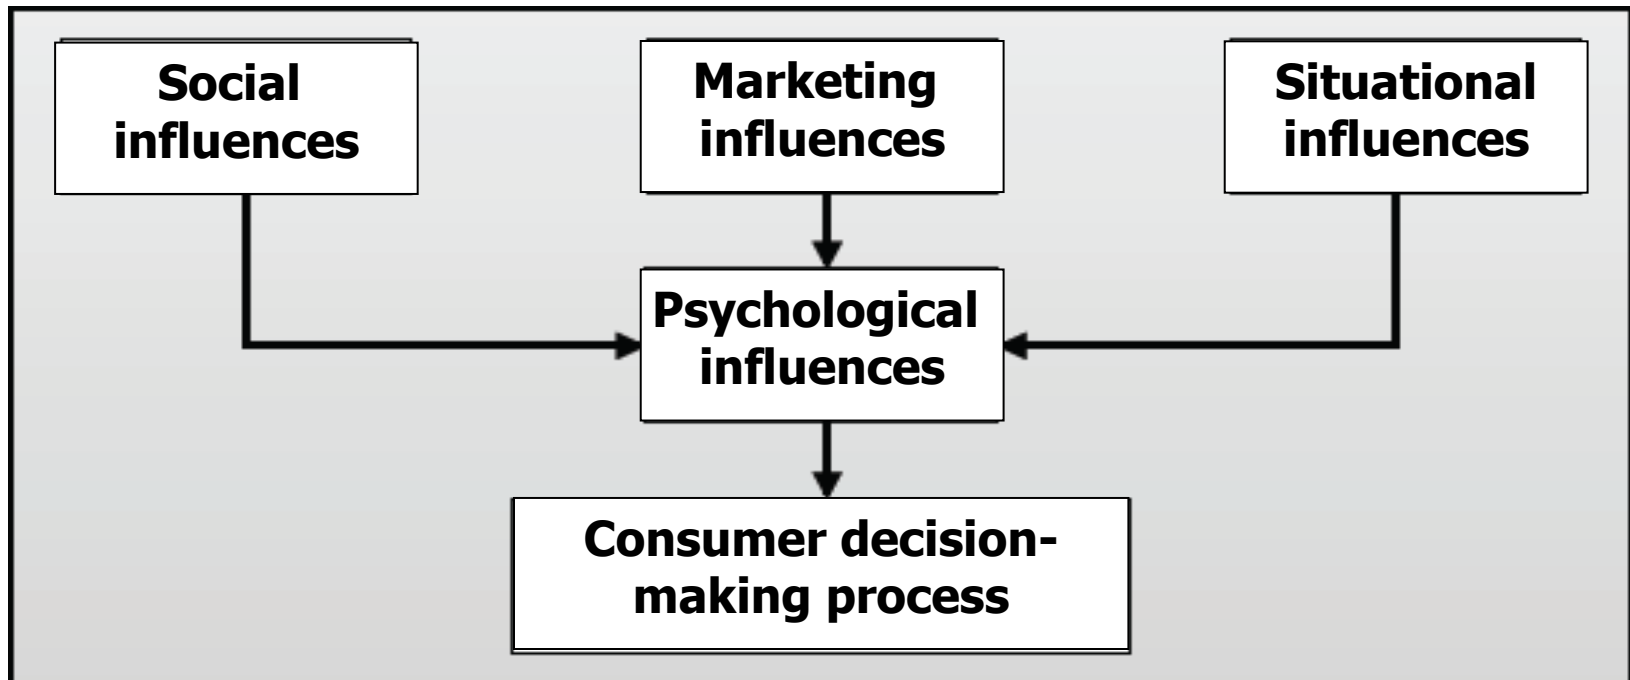 Social
influences
Marketing
influences
Situational
influences
Psychological
influences
Consumer decision-
making process